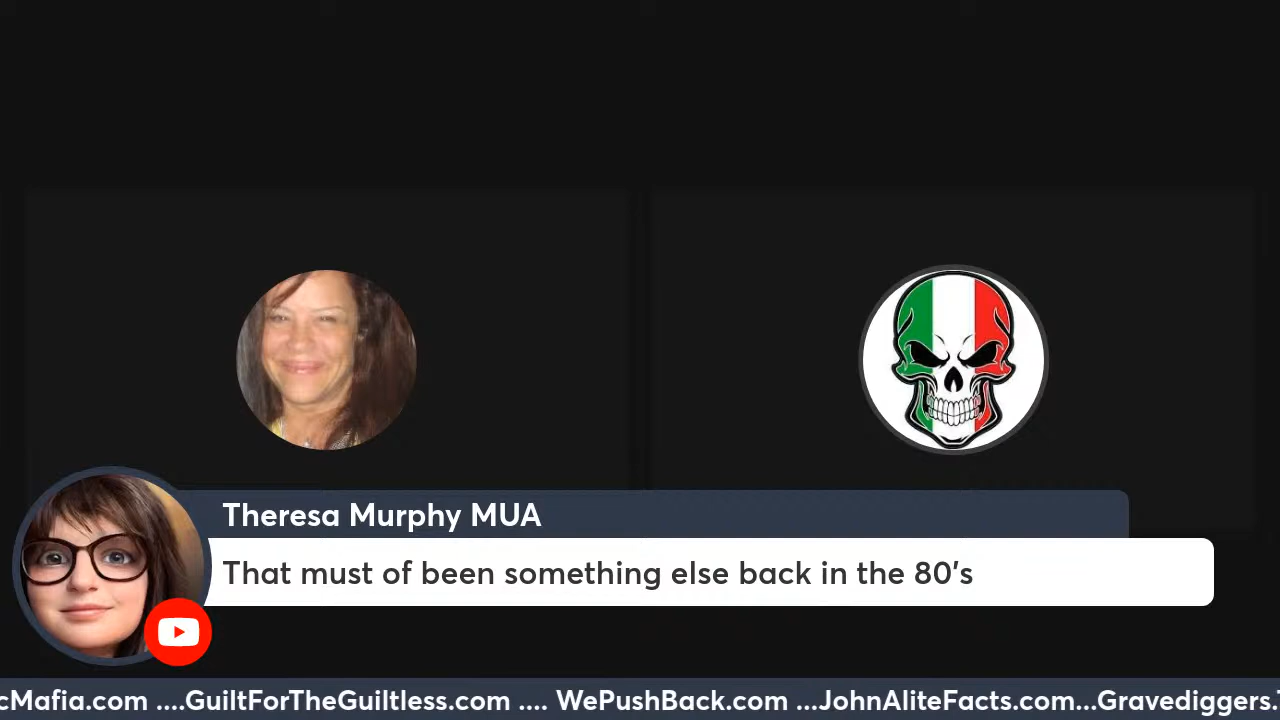 Theresa Murphy MUA
That must of been something else back in the 80's
cMafia.com ....GuiltForTheGuiltless.com .... WePushBack.com ...JohnAliteFacts.com...Gravediggers.